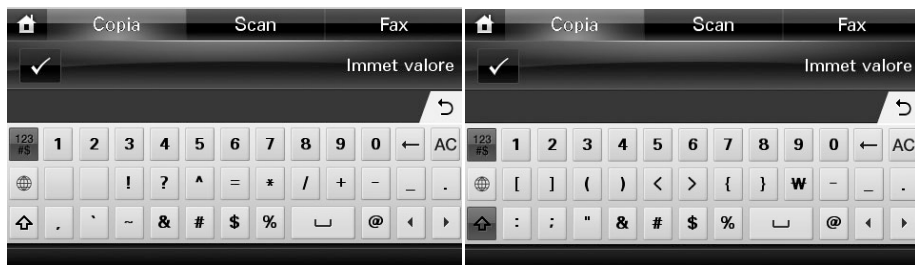 Copia Scan Fax
Immet valore
123 #$ 1 2 3 4 5 6 7 8 9 0 ← AC
! ? ^ = * / + - _ .
, ` ~ & # $ % @
Copia Scan Fax
Immet valore
123 #$ 1 2 3 4 5 6 7 8 9 0 ← AC
[ ] ( ) < > { } ₩ - _ .
: ; " & # $ % @